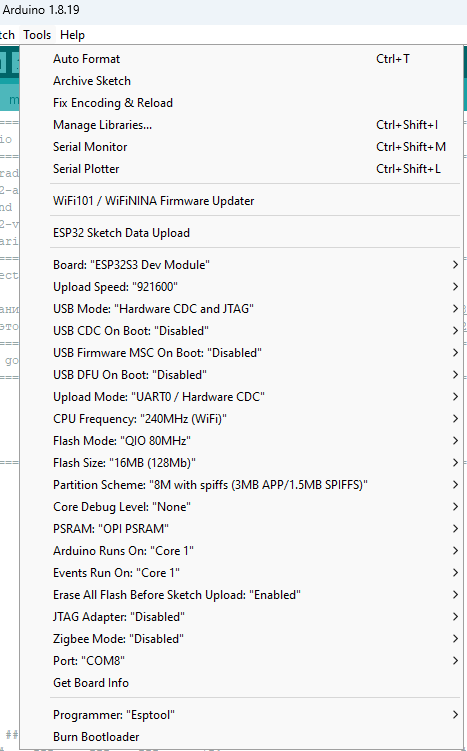 Arduino 1.8.19
tch Tools Help
Auto Format Ctrl+T
Archive Sketch
Fix Encoding & Reload
Manage Libraries... Ctrl+Shift+I
Serial Monitor Ctrl+Shift+M
Serial Plotter Ctrl+Shift+L
WiFi101 / WiFiNINA Firmware Updater
ESP32 Sketch Data Upload
Board: "ESP32S3 Dev Module"
Upload Speed: "921600"
USB Mode: "Hardware CDC and JTAG"
USB CDC On Boot: "Disabled"
USB Firmware MSC On Boot: "Disabled"
USB DFU On Boot: "Disabled"
Upload Mode: "UART0 / Hardware CDC"
CPU Frequency: "240MHz (WiFi)"
Flash Mode: "QIO 80MHz"
Flash Size: "16MB (128Mb)"
Partition Scheme: "8M with spiffs (3MB APP/1.5MB SPIFFS)"
Core Debug Level: "None"
PSRAM: "OPI PSRAM"
Arduino Runs On: "Core 1"
Events Run On: "Core 1"
Erase All Flash Before Sketch Upload: "Enabled"
JTAG Adapter: "Disabled"
Zigbee Mode: "Disabled"
Port: "COM8"
Get Board Info
Programmer: "Esptool"
Burn Bootloader